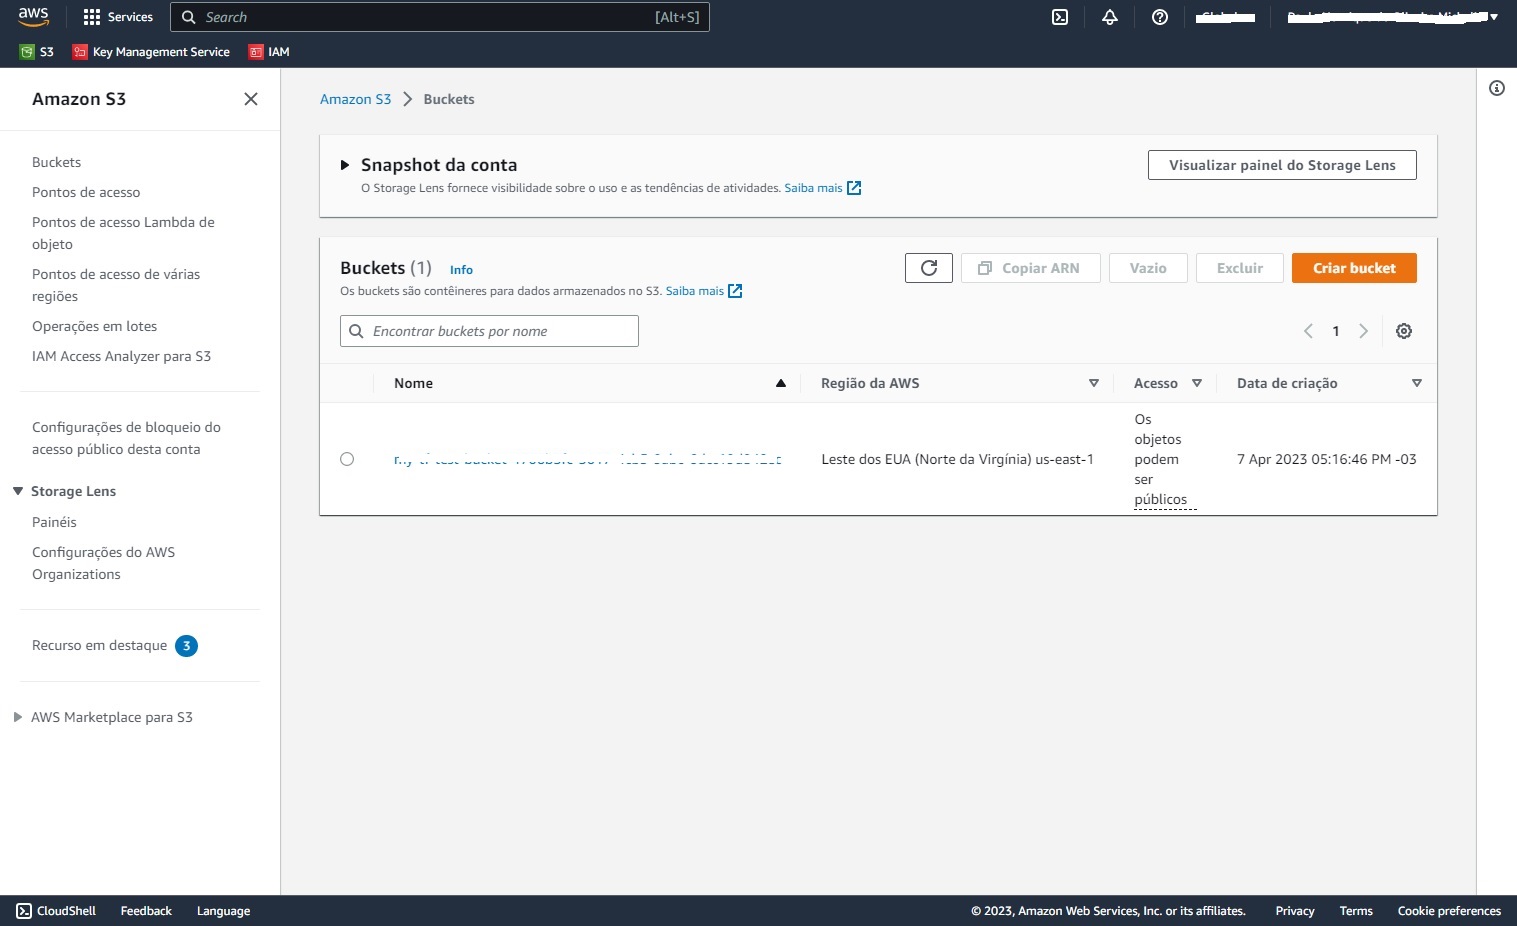 aws
Services
Search
[Alt+S]
S3
Key Management Service
IAM
Amazon S3
Buckets
Pontos de acesso
Pontos de acesso Lambda de
objeto
Pontos de acesso de várias
regiões
Operações em lotes
IAM Access Analyzer para S3
Configurações de bloqueio do
acesso público desta conta
Storage Lens
Painéis
Configurações do AWS
Organizations
Recurso em destaque 3
AWS Marketplace para S3
Amazon S3 Buckets
Snapshot da conta
O Storage Lens fornece visibilidade sobre o uso e as tendências de atividades. Saiba mais
Visualizar painel do Storage Lens
Buckets (1) Info
Os buckets são contêineres para dados armazenados no S3. Saiba mais
Copiar ARN
Vazio
Excluir
Criar bucket
Encontrar buckets por nome
1
Nome
Região da AWS
Acesso
Data de criação
Leste dos EUA (Norte da Virgínia) us-east-1
Os
objetos
podem
ser
públicos
7 Apr 2023 05:16:46 PM -03
CloudShell
Feedback
Language
© 2023, Amazon Web Services, Inc. or its affiliates.
Privacy
Terms
Cookie preferences